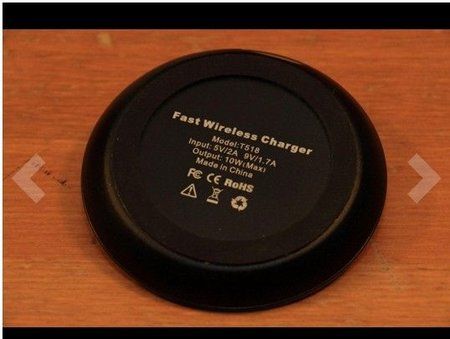 Fast Wireless Charger
Model:T518
Input: 5V/2A 9V/1.7A
Output: 10W(Max)
Made in China
FC CE RoHS